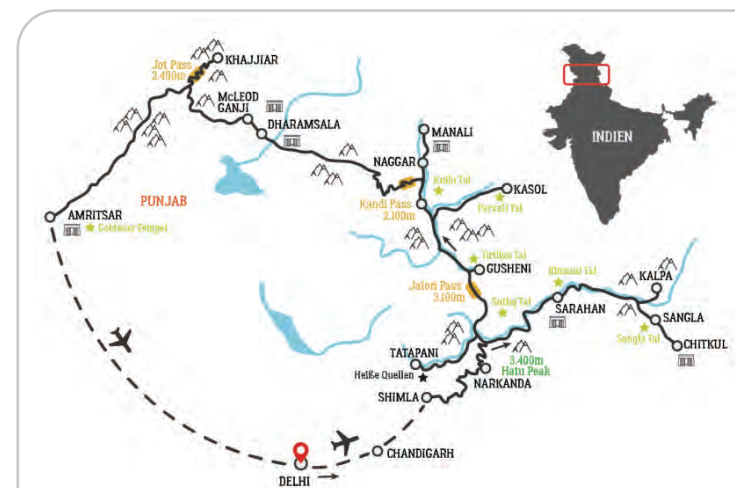 Jot Pass
2.400m
KHAJJIAR
McLEOD
GANJI
DHARAMSALA
MANALI
NAGGAR
Kullu Tal
KASOL
Parvati Tal
Kandi Pass
2.100m
INDIEN
PUNJAB
AMRITSAR
Goldener Tempel
Tirthan Tal
GUSHENI
Jalori Pass
3.100m
Kinnaur Tal
KALPA
Sutlej Tal
SARAHAN
SANGLA
Sangla Tal
CHITKUL
TATAPANI
Heiße Quellen
3.400m
Hatu Peak
NARKANDA
SHIMLA
CHANDIGARH
DELHI